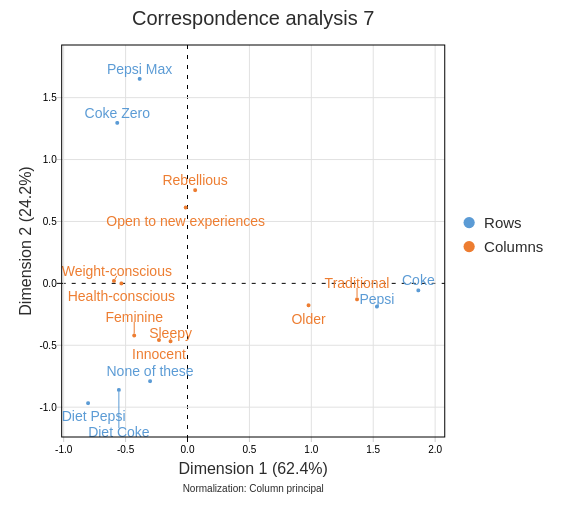 Correspondence analysis 7
Pepsi Max
Coke Zero
Rebellious
Open to new experiences
Weight-conscious
Health-conscious
Traditional
Coke
Pepsi
Older
Feminine
Sleepy
Innocent
None of these
Diet Pepsi
Diet Coke
1.5
1.0
0.5
0.0
-0.5
-1.0
Dimension 2 (24.2%)
-1.0 -0.5 0.0 0.5 1.0 1.5 2.0
Dimension 1 (62.4%)
Normalization: Column principal
Rows
Columns